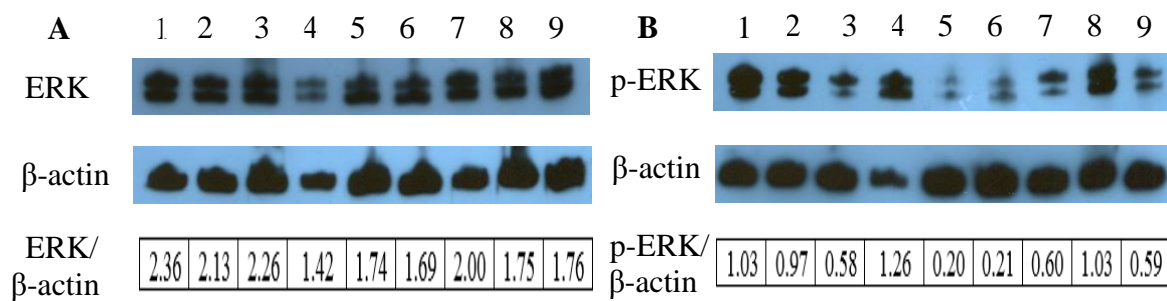 A 1 2 3 4 5 6 7 8 9
ERK
β-actin
ERK/
β-actin
2.36 2.13 2.26 1.42 1.74 1.69 2.00 1.75 1.76
B 1 2 3 4 5 6 7 8 9
p-ERK
β-actin
p-ERK/
β-actin
1.03 0.97 0.58 1.26 0.20 0.21 0.60 1.03 0.59